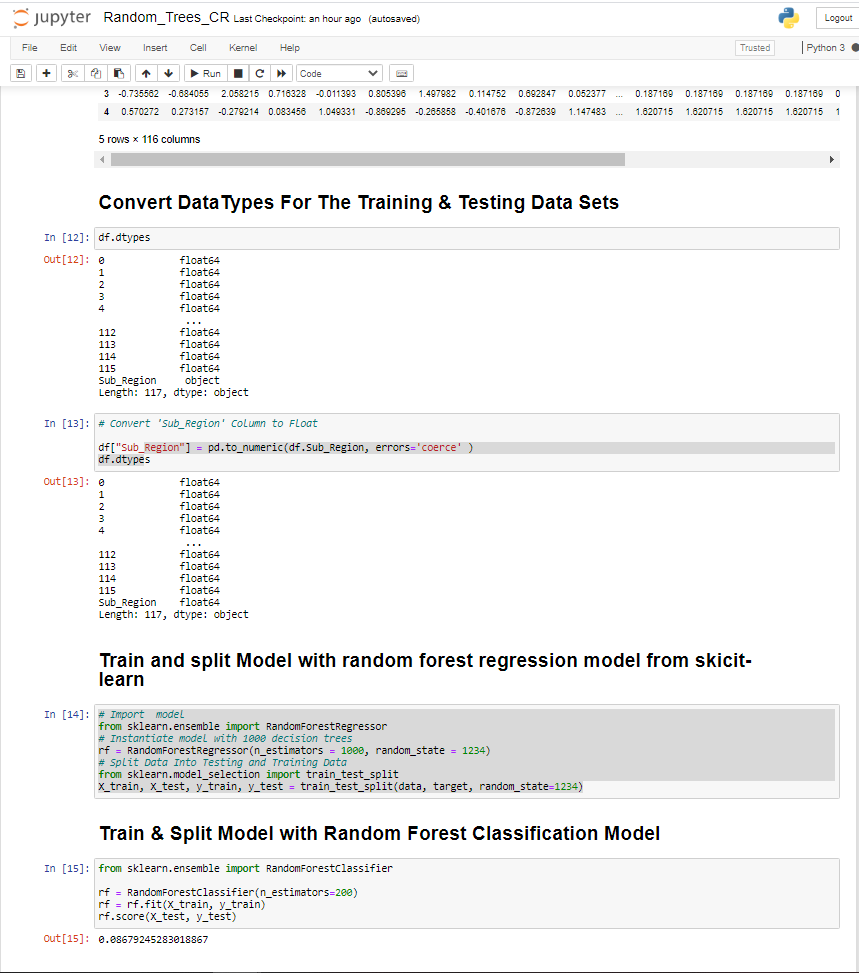 jupyter Random_Trees_CR Last Checkpoint: an hour ago (autosaved)
Logout
File Edit View Insert Cell Kernel Help
Trusted Python 3
Run Code
3 -0.735562 -0.684055 2.058215 0.716328 -0.011393 0.805396 1.497982 0.114752 0.692847 0.052377 ... 0.187169 0.187169 0.187169 0.187169 0
4 0.570272 0.273157 -0.279214 0.083456 1.049331 -0.869295 -0.265858 -0.401676 -0.872639 1.147483 ... 1.620715 1.620715 1.620715 1.620715 1
5 rows × 116 columns
Convert DataTypes For The Training & Testing Data Sets
In [12]: df.dtypes
Out[12]: 0 float64
1 float64
2 float64
3 float64
4 float64
...
112 float64
113 float64
114 float64
115 float64
Sub_Region object
Length: 117, dtype: object
In [13]: # Convert 'Sub_Region' Column to Float
df["Sub_Region"] = pd.to_numeric(df.Sub_Region, errors='coerce' )
df.dtypes
Out[13]: 0 float64
1 float64
2 float64
3 float64
4 float64
...
112 float64
113 float64
114 float64
115 float64
Sub_Region float64
Length: 117, dtype: object
Train and split Model with random forest regression model from skicit-
learn
In [14]: # Import  model
from sklearn.ensemble import RandomForestRegressor
# Instantiate model with 1000 decision trees
rf = RandomForestRegressor(n_estimators = 1000, random_state = 1234)
# Split Data Into Testing and Training Data
from sklearn.model_selection import train_test_split
X_train, X_test, y_train, y_test = train_test_split(data, target, random_state=1234)
Train & Split Model with Random Forest Classification Model
In [15]: from sklearn.ensemble import RandomForestClassifier
rf = RandomForestClassifier(n_estimators=200)
rf = rf.fit(X_train, y_train)
rf.score(X_test, y_test)
Out[15]: 0.08679245283018867